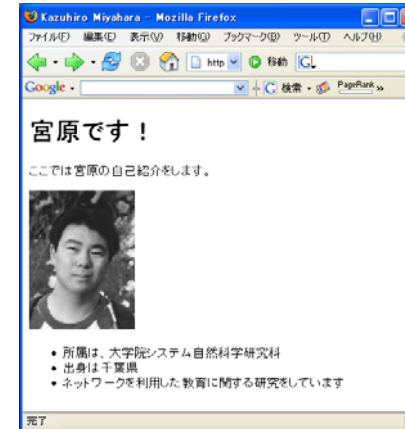 Kazuhiro Miyahara - Mozilla Firefox
ファイル(F) 編集(E) 表示(V) 移動(G) ブックマーク(B) ツール(T) ヘルプ(H)
http 移動 G
Google 検索 PageRank
宮原です！
ここでは宮原の自己紹介をします。
• 所属は、大学院システム自然科学研究科
• 出身は千葉県
• ネットワークを利用した教育に関する研究をしています
完了